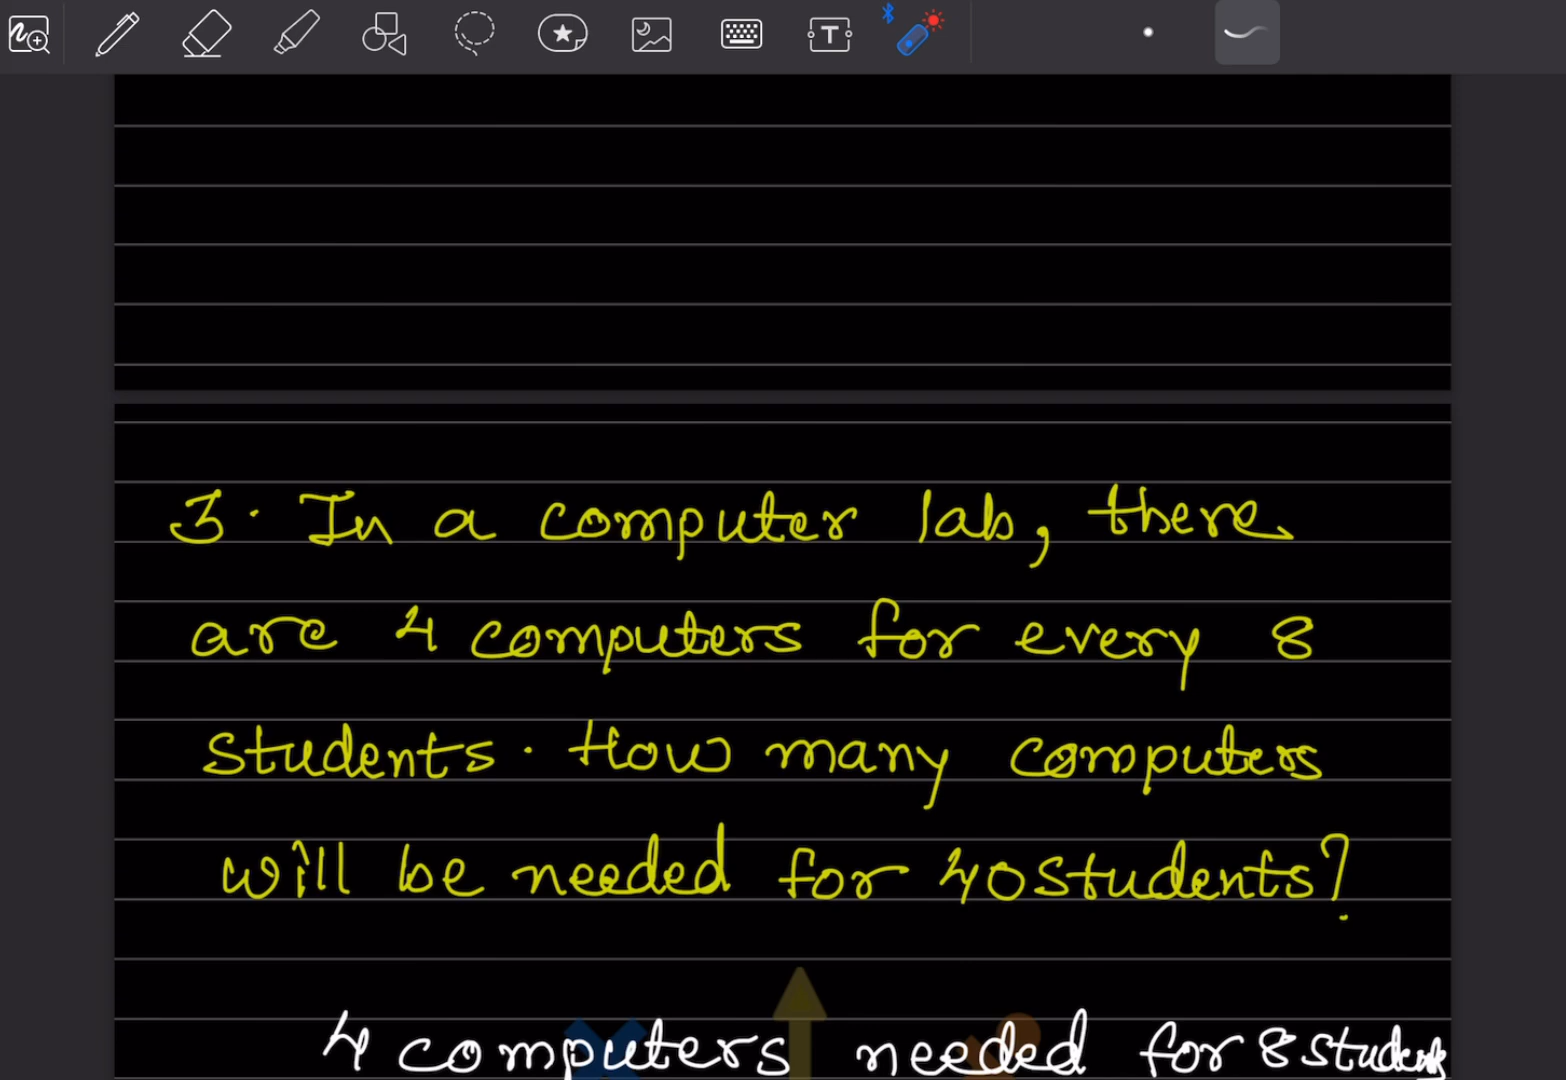 3. In a computer lab, there
are 4 computers for every 8
students. How many computers
will be needed for 40 students?
4 computers needed for 8 students